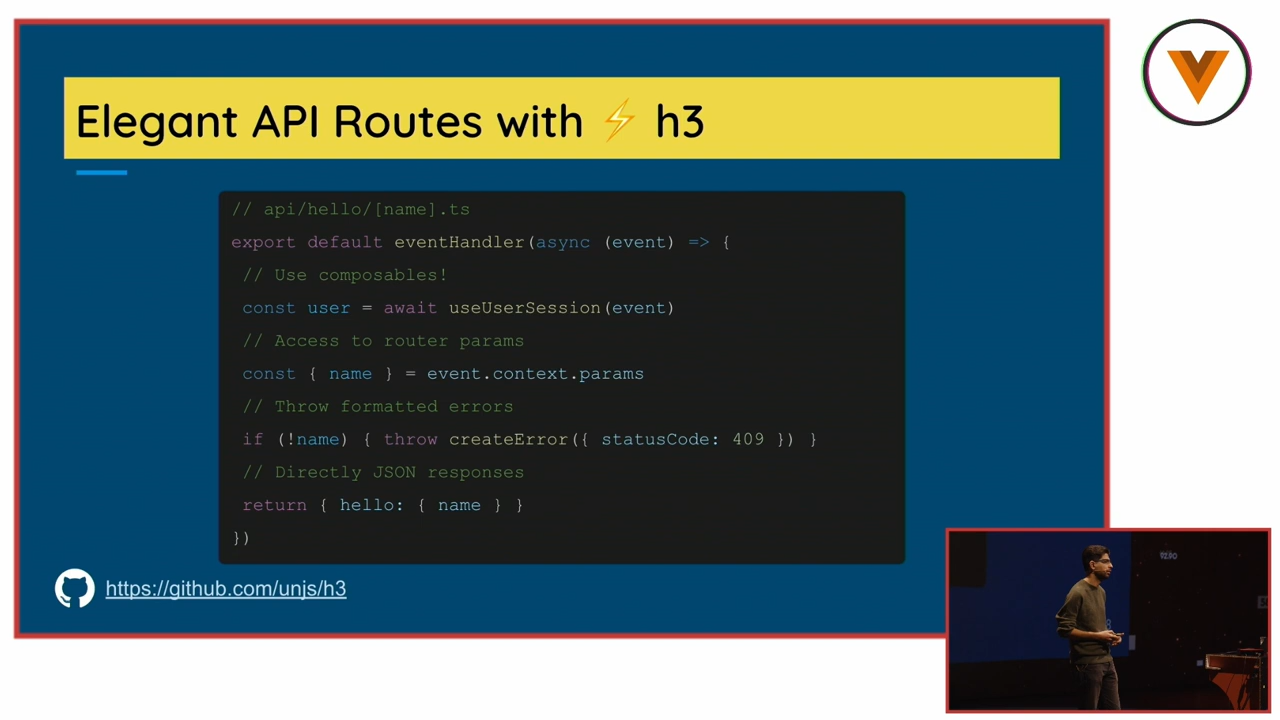 Elegant API Routes with ⚡ h3
// api/hello/[name].ts
export default eventHandler(async (event) => {
// Use composables!
const user = await useUserSession(event)
// Access to router params
const { name } = event.context.params
// Throw formatted errors
if (!name) { throw createError({ statusCode: 409 }) }
// Directly JSON responses
return { hello: { name } }
})
https://github.com/unjs/h3